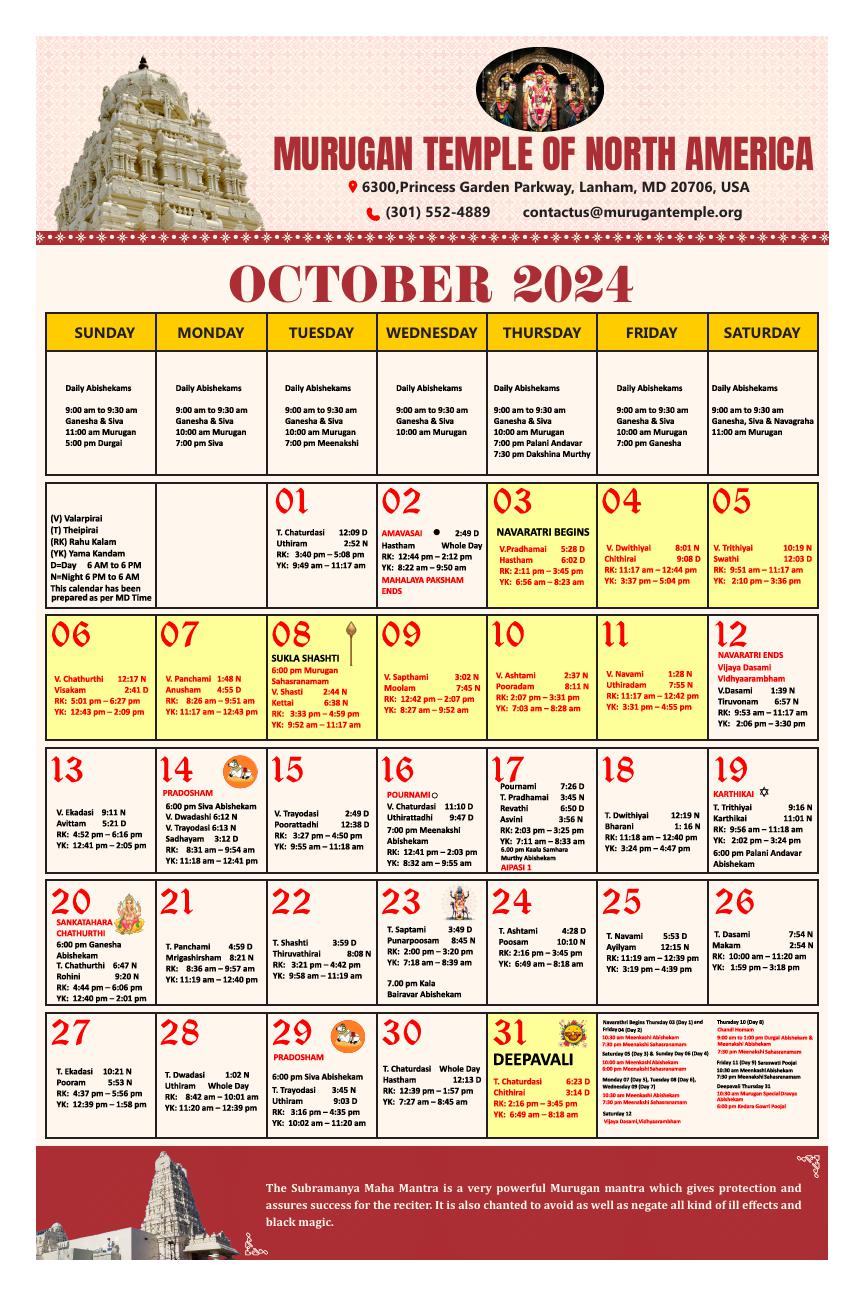 MURUGAN TEMPLE OF NORTH AMERICA
6300,Princess Garden Parkway, Lanham, MD 20706, USA
(301) 552-4889 contactus@murugantemple.org
OCTOBER 2024
SUNDAY MONDAY TUESDAY WEDNESDAY THURSDAY FRIDAY SATURDAY
Daily Abishekams
9:00 am to 9:30 am
Ganesha & Siva
11:00 am Murugan
5:00 pm Durgai
Daily Abishekams
9:00 am to 9:30 am
Ganesha & Siva
10:00 am Murugan
7:00 pm Siva
Daily Abishekams
9:00 am to 9:30 am
Ganesha & Siva
10:00 am Murugan
7:00 pm Meenakshi
Daily Abishekams
9:00 am to 9:30 am
Ganesha & Siva
10:00 am Murugan
Daily Abishekams
9:00 am to 9:30 am
Ganesha & Siva
10:00 am Murugan
7:00 pm Palani Andavar
7:30 pm Dakshina Murthy
Daily Abishekams
9:00 am to 9:30 am
Ganesha & Siva
10:00 am Murugan
7:00 pm Ganesha
Daily Abishekams
9:00 am to 9:30 am
Ganesha, Siva & Navagraha
11:00 am Murugan
(V) Valarpirai
(T) Theipirai
(RK) Rahu Kalam
(YK) Yama Kandam
D=Day 6 AM to 6 PM
N=Night 6 PM to 6 AM
This calendar has been
prepared as per MD Time
01
T. Chaturdasi 12:09 D
Uthiram 2:52 N
RK: 3:40 pm – 5:08 pm
YK: 9:49 am – 11:17 am
02
AMAVASAI 2:49 D
Hastham Whole Day
RK: 12:44 pm – 2:12 pm
YK: 8:22 am – 9:50 am
MAHALAYA PAKSHAM
ENDS
03
NAVARATRI BEGINS
V.Pradhamai 5:28 D
Hastham 6:02 D
RK: 2:11 pm – 3:45 pm
YK: 6:56 am – 8:23 am
04
V. Dwithiyai 8:01 N
Chithirai 9:08 D
RK: 11:17 am – 12:44 pm
YK: 3:37 pm – 5:04 pm
05
V. Trithiyai 10:19 N
Swathi 12:03 D
RK: 9:51 am – 11:17 am
YK: 2:10 pm – 3:36 pm
06
V. Chathurthi 12:17 N
Visakam 2:41 D
RK: 5:01 pm – 6:27 pm
YK: 12:43 pm – 2:09 pm
07
V. Panchami 1:48 N
Anusham 4:55 D
RK: 8:26 am – 9:51 am
YK: 11:17 am – 12:43 pm
08
SUKLA SHASHTI
6:00 pm Murugan
Sahasranamam
V. Shasti 2:44 N
Kettai 6:38 N
RK: 3:33 pm – 4:59 pm
YK: 9:52 am – 11:17 am
09
V. Sapthami 3:02 N
Moolam 7:45 N
RK: 12:42 pm – 2:07 pm
YK: 8:27 am – 9:52 am
10
V. Ashtami 2:37 N
Pooradam 8:11 N
RK: 2:07 pm – 3:31 pm
YK: 7:03 am – 8:28 am
11
V. Navami 1:28 N
Uthiradam 7:55 N
RK: 11:17 am – 12:42 pm
YK: 3:31 pm – 4:55 pm
12
NAVARATRI ENDS
Vijaya Dasami
Vidhyaarambham
V.Dasami 1:39 N
Tiruvonam 6:57 N
RK: 9:53 am – 11:17 am
YK: 2:06 pm – 3:30 pm
13
V. Ekadasi 9:11 N
Avittam 5:21 D
RK: 4:52 pm – 6:16 pm
YK: 12:41 pm – 2:05 pm
14
PRADOSHAM
6:00 pm Siva Abishekam
V. Dwadashi 6:12 N
V. Trayodasi 6:13 N
Sadhayam 3:12 D
RK: 8:31 am – 9:54 am
YK: 11:18 am – 12:41 pm
15
V. Trayodasi 2:49 D
Poorattadhi 12:38 D
RK: 3:27 pm – 4:50 pm
YK: 9:55 am – 11:18 am
16
POURNAMI
V. Chaturdasi 11:10 D
Uthirattadhi 9:47 D
7:00 pm Meenakshi
Abishekam
RK: 12:41 pm – 2:03 pm
YK: 8:32 am – 9:55 am
17
Pournami 7:26 D
T. Pradhamai 3:45 N
Revathi 6:50 D
Asvini 3:56 N
RK: 2:03 pm – 3:25 pm
YK: 7:11 am – 8:33 am
6.00 pm Kaala Samhara
Murthy Abishekam
AIPASI 1
18
T. Dwithiyai 12:19 N
Bharani 1: 16 N
RK: 11:18 am – 12:40 pm
YK: 3:24 pm – 4:47 pm
19
KARTHIKAI
T. Trithiyai 9:16 N
Karthikai 11:01 N
RK: 9:56 am – 11:18 am
YK: 2:02 pm – 3:24 pm
6:00 pm Palani Andavar
Abishekam
20
SANKATAHARA
CHATHURTHI
6:00 pm Ganesha
Abishekam
T. Chathurthi 6:47 N
Rohini 9:20 N
RK: 4:44 pm – 6:06 pm
YK: 12:40 pm – 2:01 pm
21
T. Panchami 4:59 D
Mrigashirsham 8:21 N
RK: 8:36 am – 9:57 am
YK: 11:19 am – 12:40 pm
22
T. Shashti 3:59 D
Thiruvathirai 8:08 N
RK: 3:21 pm – 4:42 pm
YK: 9:58 am – 11:19 am
23
T. Saptami 3:49 D
Punarpoosam 8:45 N
RK: 2:00 pm – 3:20 pm
YK: 7:18 am – 8:39 am
7.00 pm Kala
Bairavar Abishekam
24
T. Ashtami 4:28 D
Poosam 10:10 N
RK: 2:16 pm – 3:45 pm
YK: 6:49 am – 8:18 am
25
T. Navami 5:53 D
Ayilyam 12:15 N
RK: 11:19 am – 12:39 pm
YK: 3:19 pm – 4:39 pm
26
T. Dasami 7:54 N
Makam 2:54 N
RK: 10:00 am – 11:20 am
YK: 1:59 pm – 3:18 pm
27
T. Ekadasi 10:21 N
Pooram 5:53 N
RK: 4:37 pm – 5:56 pm
YK: 12:39 pm – 1:58 pm
28
T. Dwadasi 1:02 N
Uthiram Whole Day
RK: 8:42 am – 10:01 am
YK: 11:20 am – 12:39 pm
29
PRADOSHAM
6:00 pm Siva Abishekam
T. Trayodasi 3:45 N
Uthiram 9:03 D
RK: 3:16 pm – 4:35 pm
YK: 10:02 am – 11:20 am
30
T. Chaturdasi Whole Day
Hastham 12:13 D
RK: 12:39 pm – 1:57 pm
YK: 7:27 am – 8:45 am
31
DEEPAVALI
T. Chaturdasi 6:23 D
Chithirai 3:14 D
RK: 2:16 pm – 3:45 pm
YK: 6:49 am – 8:18 am
Navarathri Begins Thursday 03 (Day 1) and
Friday 04 (Day 2)
10:30 am Meenkashi Abishekam
7:30 pm Meenakshi Sahasranamam
Saturday 05 (Day 3) & Sunday Day 06 (Day 4)
10:00 am Meenkashi Abishekam
6:00 pm Meenakshi Sahasranamam
Monday 07 (Day 5), Tuesday 08 (Day 6),
Wednesday 09 (Day 7)
10:30 am Meenkashi Abishekam
7:30 pm Meenakshi Sahasranamam
Saturday 12
Vijaya Dasami,Vidhyaarambham
Thursday 10 (Day 8)
Chandi Homam
9:00 am to 1:00 pm Durgai Abishekam &
Meenakshi Abishekam
7:30 pm Meenakshi Sahasranamam
Friday 11 (Day 9) Saraswati Poojai
10:30 am Meenkashi Abishekam
7:30 pm Meenakshi Sahasranamam
Deepavali Thursday 31
10:30 am Murugan Special Dravya
Abishekam
6:00 pm Kedara Gowri Poojai
The Subramanya Maha Mantra is a very powerful Murugan mantra which gives protection and
assures success for the reciter. It is also chanted to avoid as well as negate all kind of ill effects and
black magic.